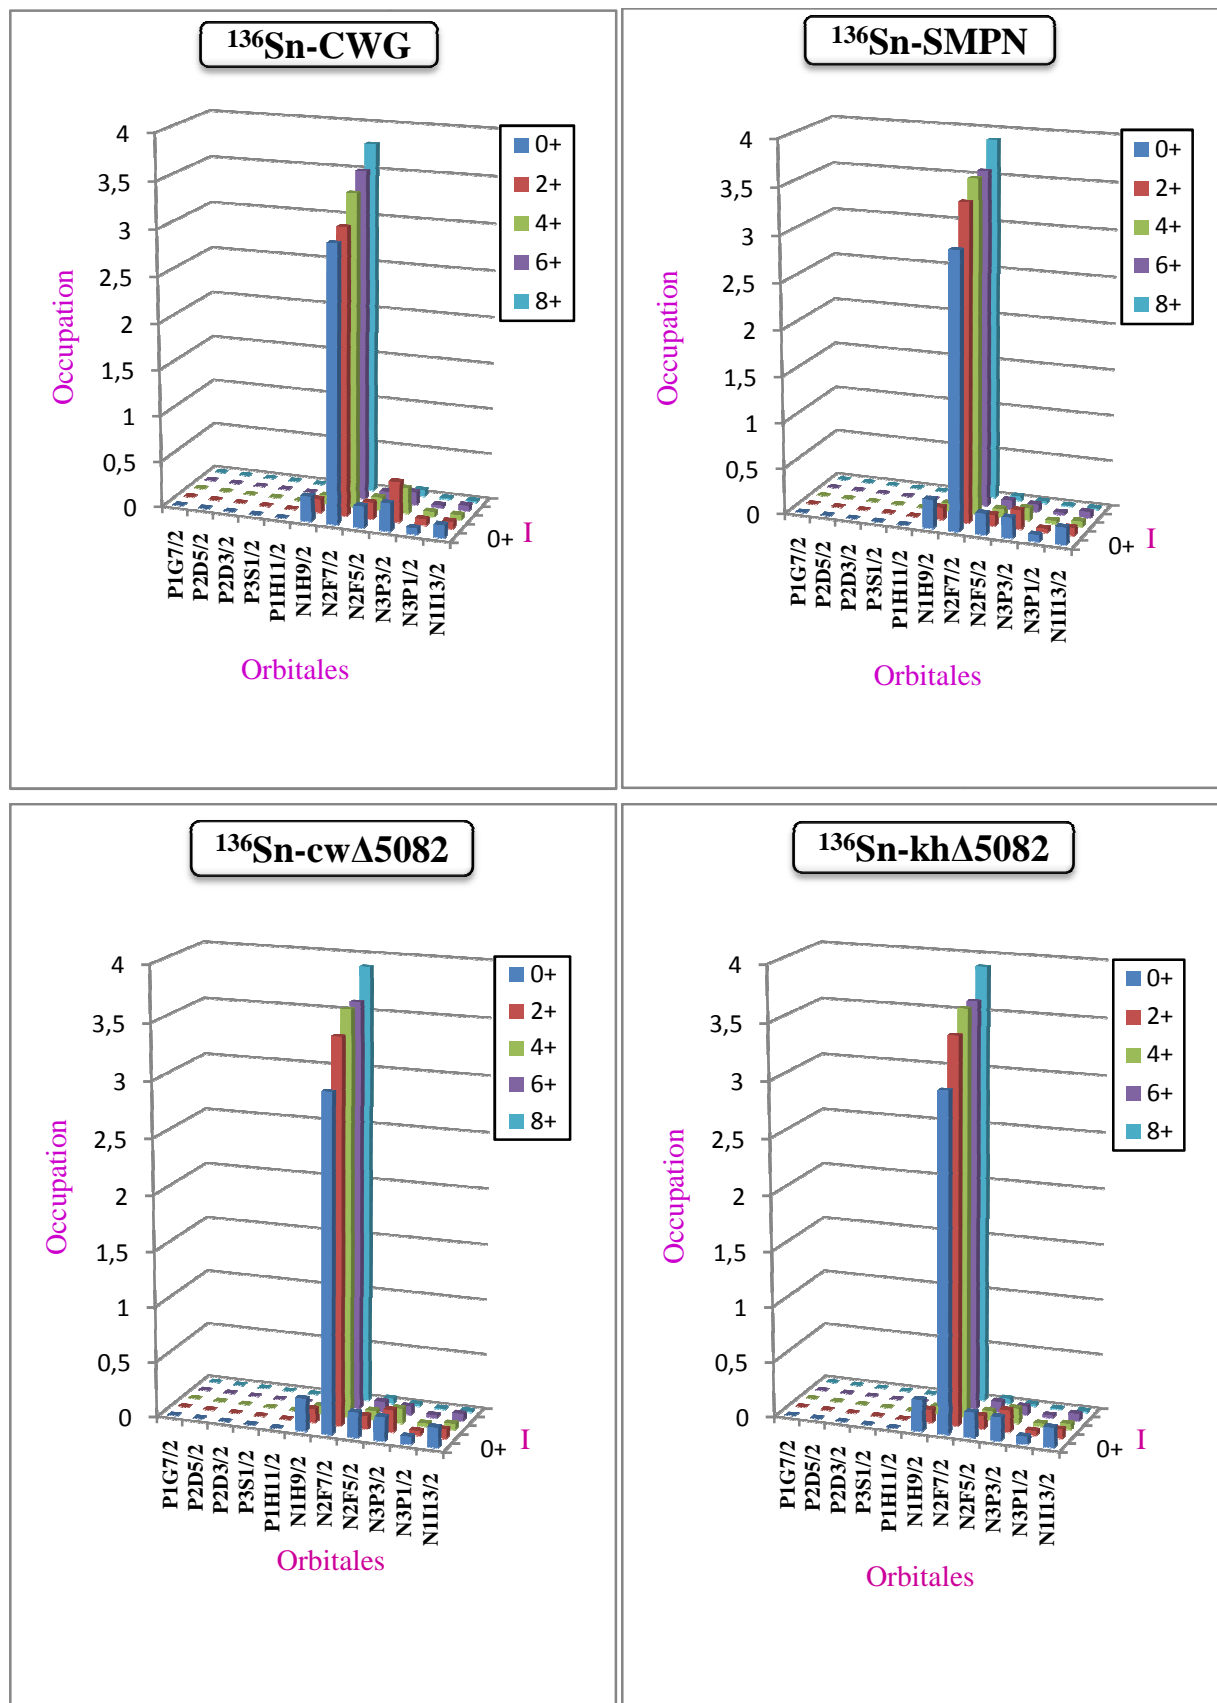 ¹³⁶Sn-CWG
4
3,5
3
2,5
2
1,5
1
0,5
0
Occupation
0+
2+
4+
6+
8+
0+ I
P1G7/2
P2D5/2
P2D3/2
P3S1/2
P1H11/2
N1H9/2
N2F7/2
N2F5/2
N3P3/2
N3P1/2
N1I13/2
Orbitales
¹³⁶Sn-SMPN
4
3,5
3
2,5
2
1,5
1
0,5
0
Occupation
0+
2+
4+
6+
8+
0+ I
P1G7/2
P2D5/2
P2D3/2
P3S1/2
P1H11/2
N1H9/2
N2F7/2
N2F5/2
N3P3/2
N3P1/2
N1I13/2
Orbitales
¹³⁶Sn-cwΔ5082
4
3,5
3
2,5
2
1,5
1
0,5
0
Occupation
0+
2+
4+
6+
8+
0+ I
P1G7/2
P2D5/2
P2D3/2
P3S1/2
P1H11/2
N1H9/2
N2F7/2
N2F5/2
N3P3/2
N3P1/2
N1I13/2
Orbitales
¹³⁶Sn-khΔ5082
4
3,5
3
2,5
2
1,5
1
0,5
0
Occupation
0+
2+
4+
6+
8+
0+ I
P1G7/2
P2D5/2
P2D3/2
P3S1/2
P1H11/2
N1H9/2
N2F7/2
N2F5/2
N3P3/2
N3P1/2
N1I13/2
Orbitales